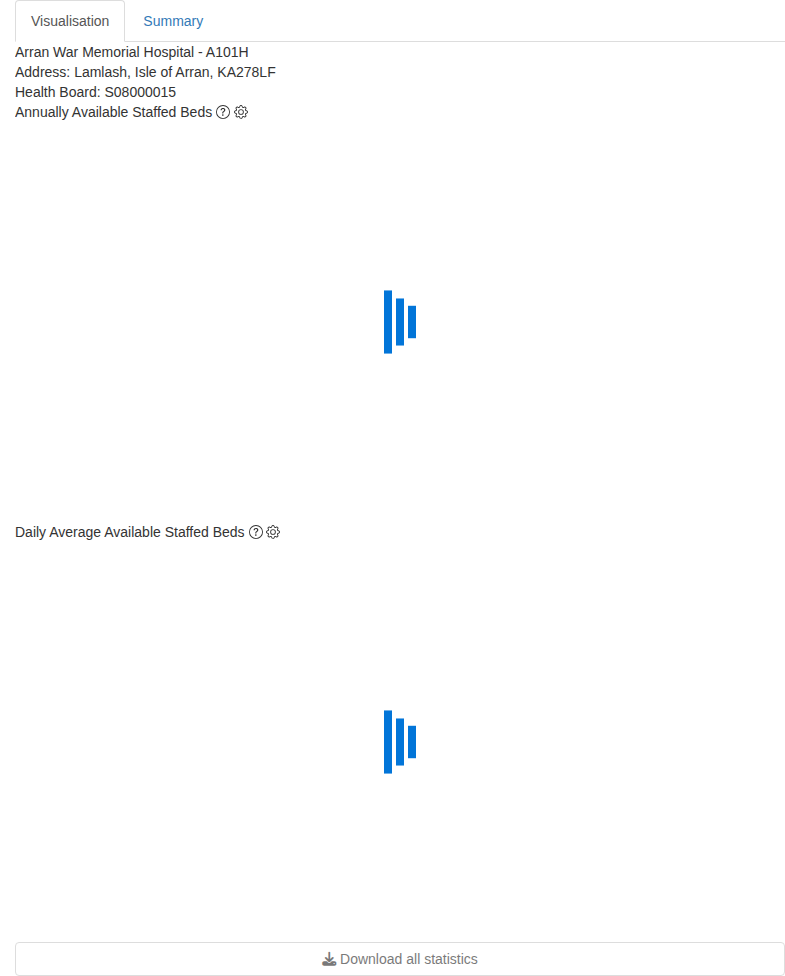 Visualisation
Summary
Arran War Memorial Hospital - A101H
Address: Lamlash, Isle of Arran, KA278LF
Health Board: S08000015
Annually Available Staffed Beds
Daily Average Available Staffed Beds
Download all statistics